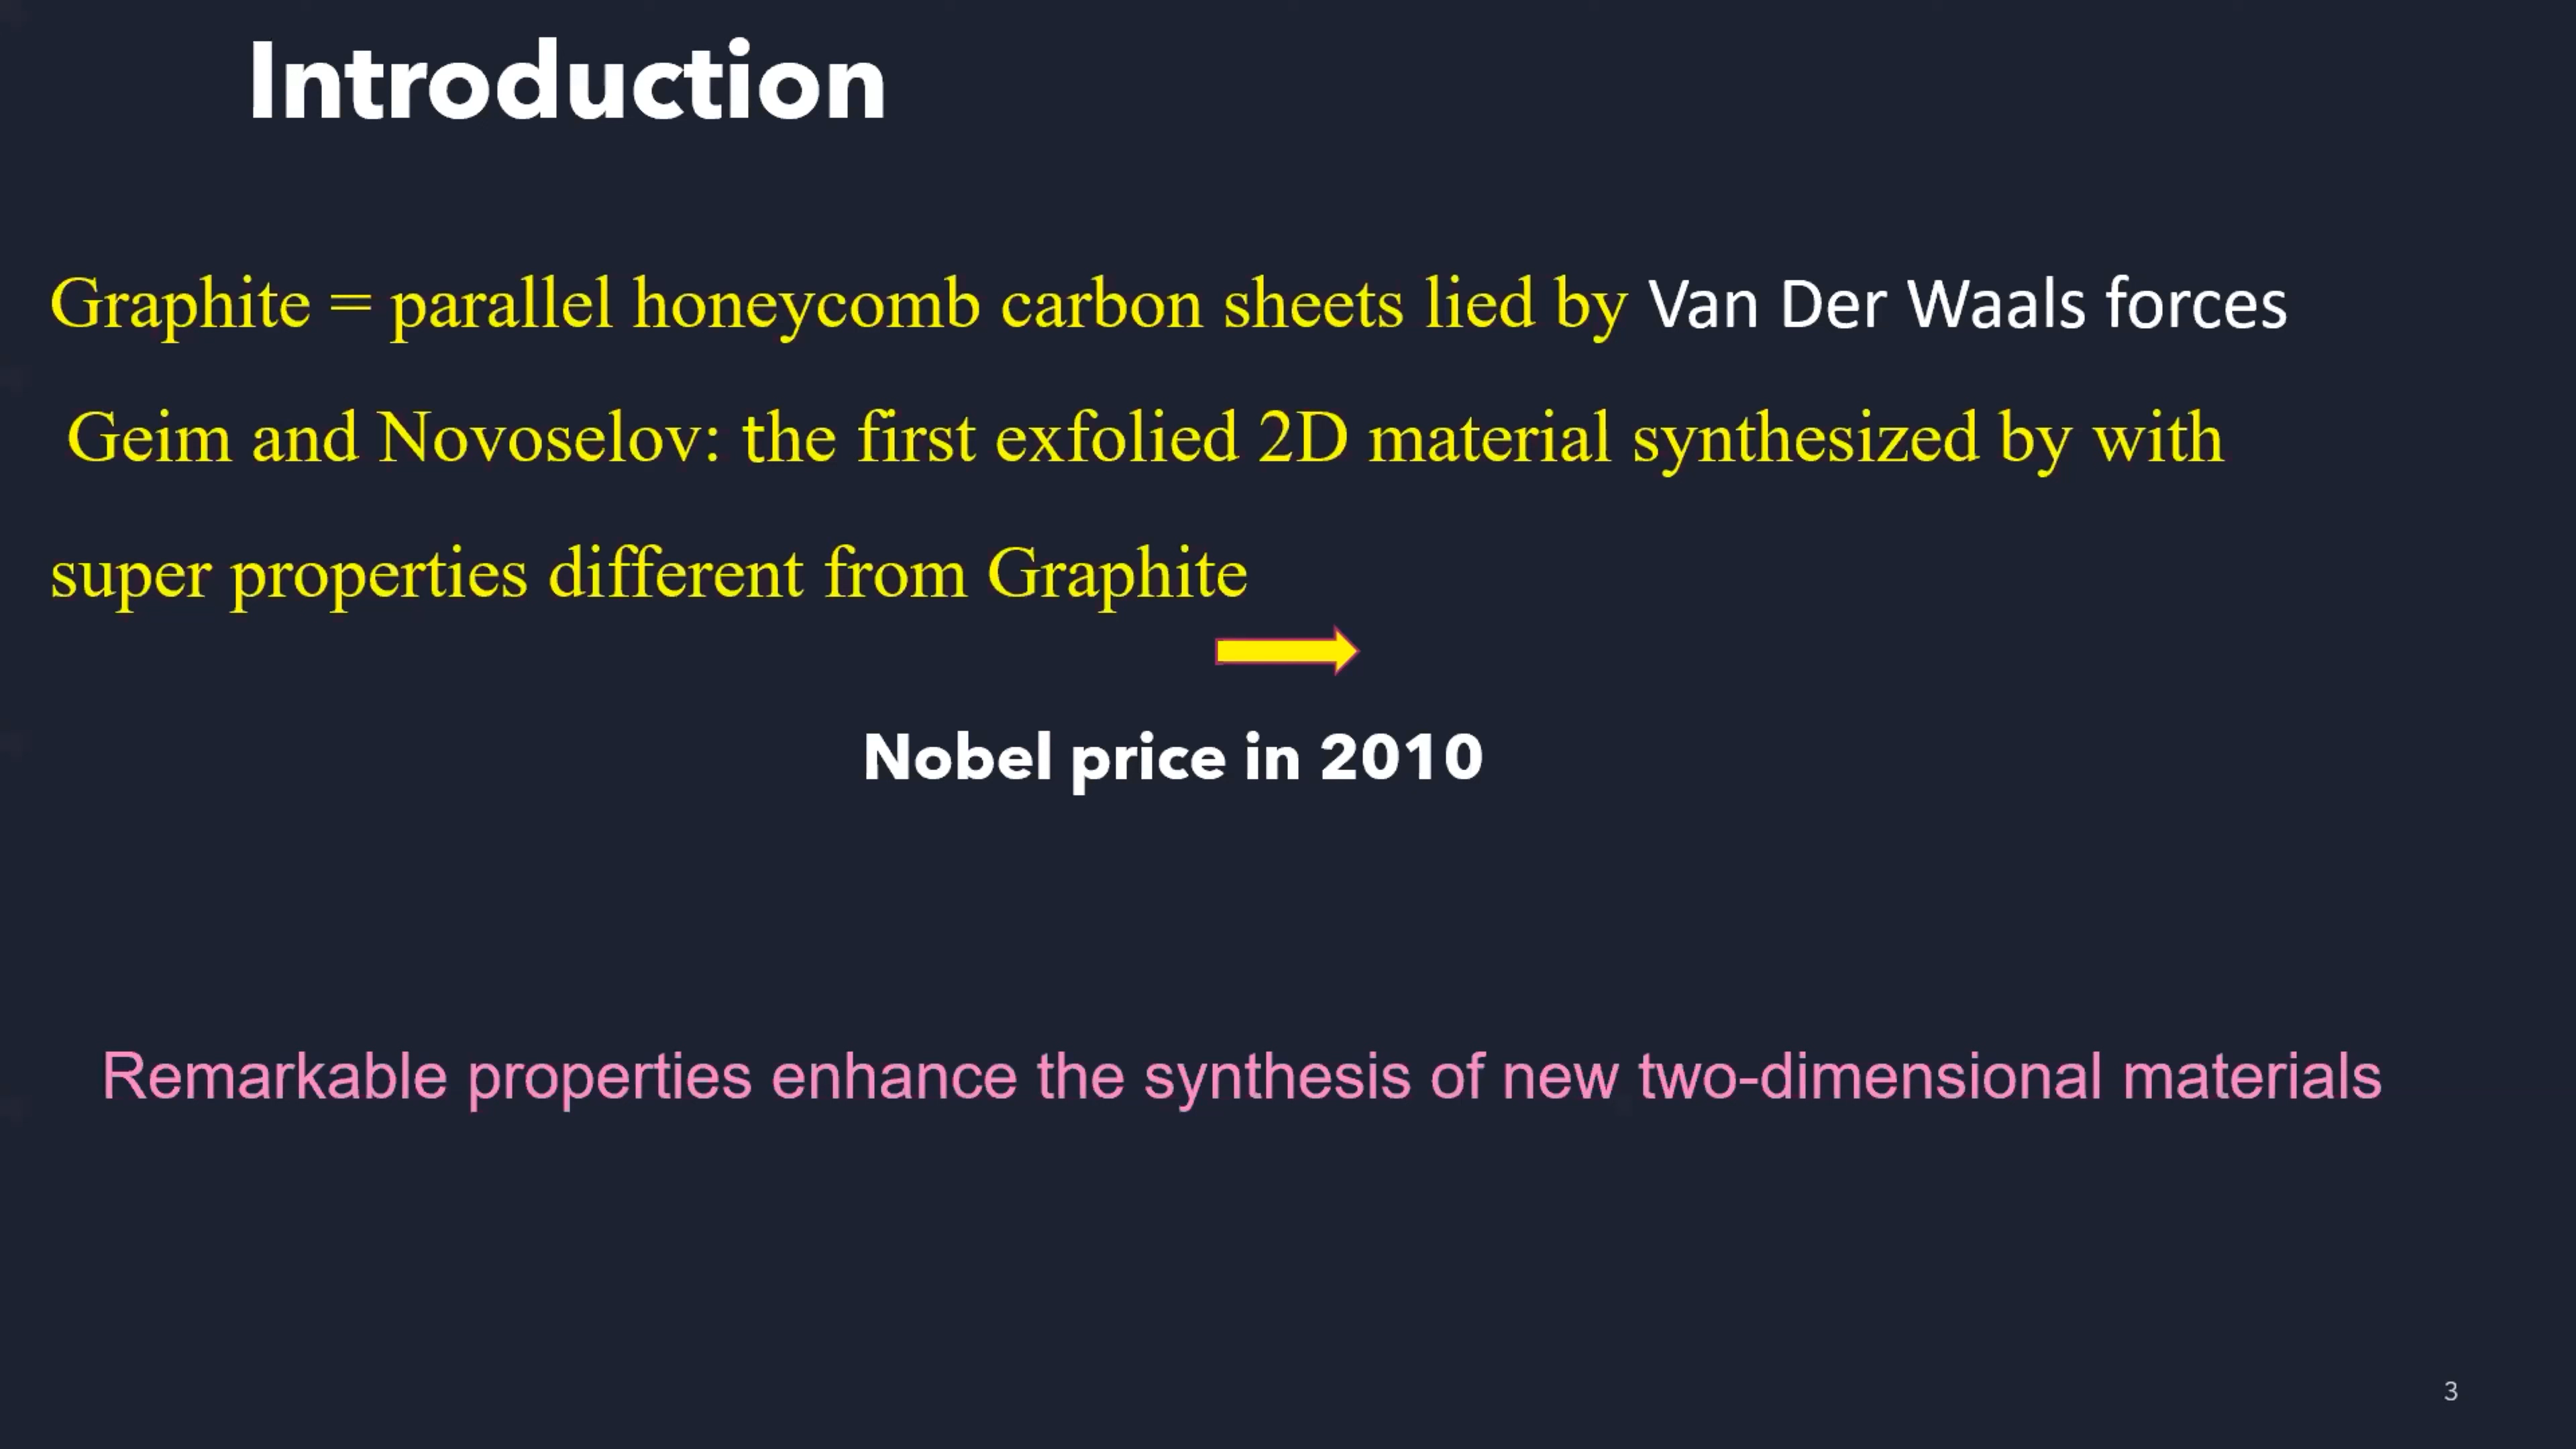 Introduction
Graphite = parallel honeycomb carbon sheets lied by Van Der Waals forces
Geim and Novoselov: the first exfolied 2D material synthesized by with
super properties different from Graphite
Nobel price in 2010
Remarkable properties enhance the synthesis of new two-dimensional materials
3